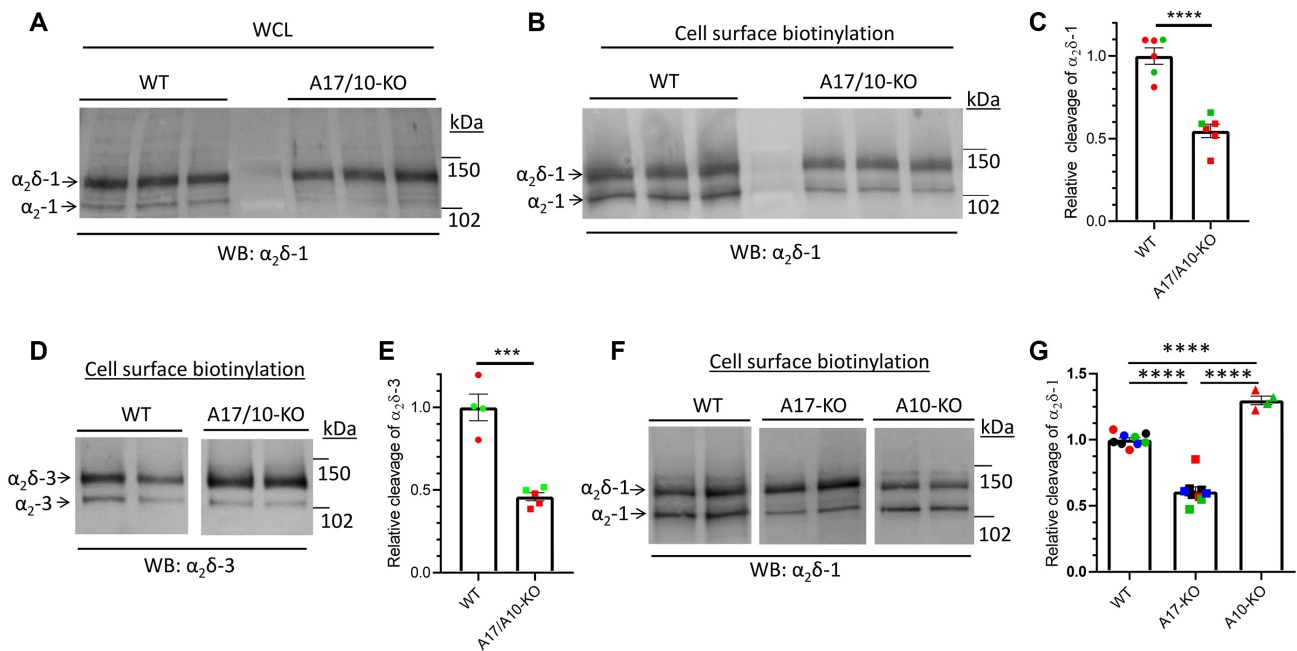 A
WCL
WT
A17/10-KO
kDa
150
102
α₂δ-1→
α₂-1→
WB: α₂δ-1
B
Cell surface biotinylation
WT
A17/10-KO
kDa
150
102
α₂δ-1→
α₂-1→
WB: α₂δ-1
C
****
Relative cleavage of α₂δ-1
1.0
0.5
0.0
WT
A17/A10-KO
D
Cell surface biotinylation
WT
A17/10-KO
kDa
150
102
α₂δ-3→
α₂-3→
WB: α₂δ-3
E
***
Relative cleavage of α₂δ-3
1.0
0.5
0.0
WT
A17/A10-KO
F
Cell surface biotinylation
WT
A17-KO
A10-KO
kDa
150
102
α₂δ-1→
α₂-1→
WB: α₂δ-1
G
****
**** ****
Relative cleavage of α₂δ-1
1.5
1.0
0.5
0.0
WT
A17-KO
A10-KO